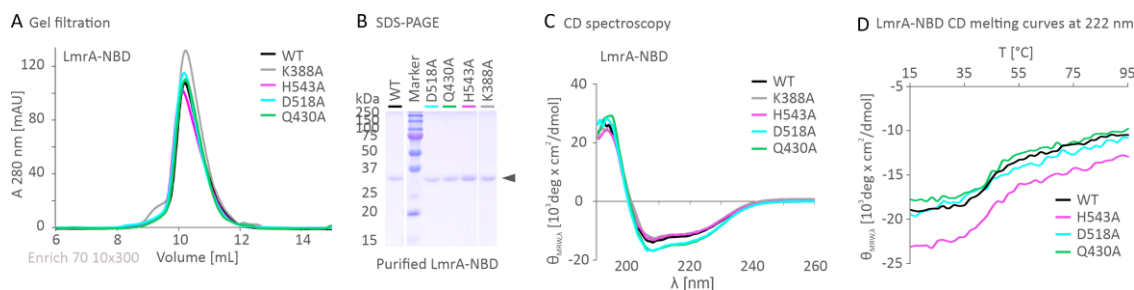 A Gel filtration
LmrA-NBD
WT
K388A
H543A
D518A
Q430A
A 280 nm [mAU]
120
80
40
0
6 8 10 12 14
Enrich 70 10x300
Volume [mL]
B SDS-PAGE
kDa
WT
Marker
D518A
Q430A
H543A
K388A
250
150
100
75
50
37
25
20
15
Purified LmrA-NBD
C CD spectroscopy
LmrA-NBD
WT
K388A
H543A
D518A
Q430A
θMRW,λ [10³deg x cm²/dmol]
40
20
0
-20
200 220 240 260
λ [nm]
D LmrA-NBD CD melting curves at 222 nm
T [°C]
15 35 55 75 95
-5
-10
-15
-20
-25
θMRW,λ [10³deg x cm²/dmol]
WT
H543A
D518A
Q430A